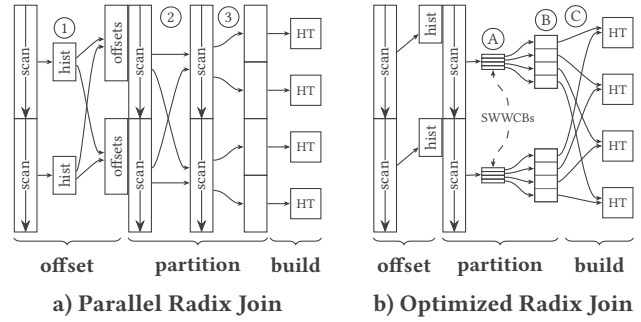 1
2
3
scan
hist
offsets
scan
scan
HT
HT
scan
hist
offsets
scan
scan
HT
HT
offset
partition
build
a) Parallel Radix Join
A
B
C
scan
hist
scan
HT
HT
SWWCBs
scan
hist
scan
HT
HT
offset
partition
build
b) Optimized Radix Join